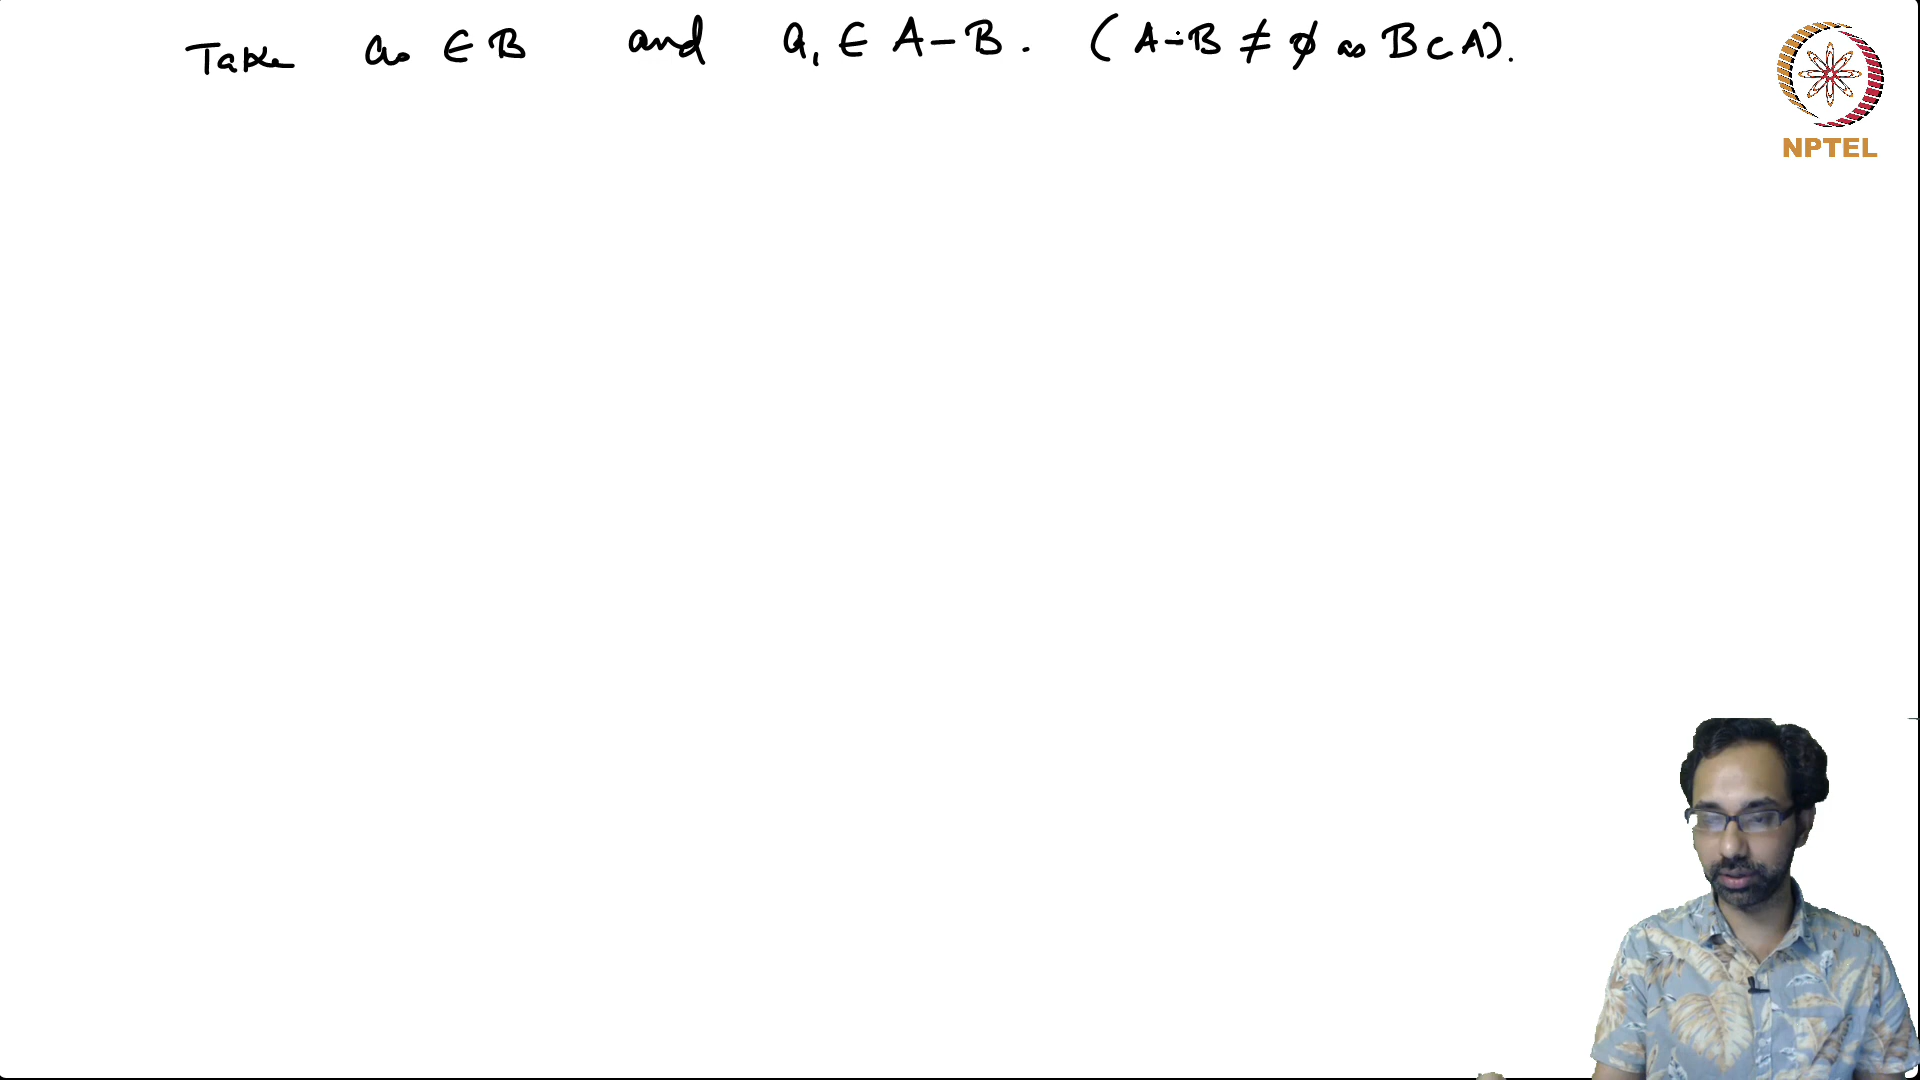 Take a₀ ∈ B and a₁ ∈ A - B. (A - B ≠ ϕ as B ⊂ A).
NPTEL